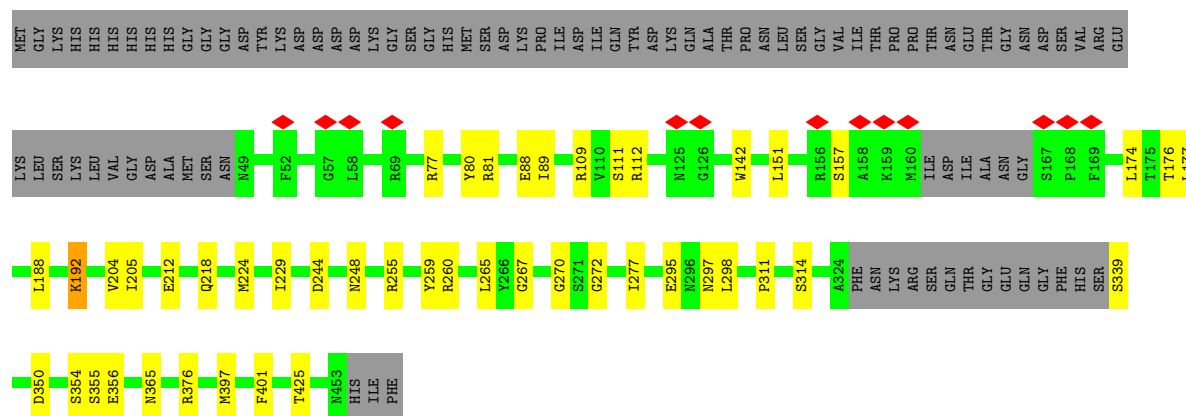 MET GLY LYS HIS HIS HIS HIS HIS HIS GLY GLY GLY ASP TYR LYS ASP ASP ASP ASP LYS GLY SER GLY HIS MET SER ASP LYS PRO ILE ASP ILE GLN TYR ASP LYS GLN ALA THR PRO ASN LEU SER GLY VAL ILE THR PRO PRO THR ASN GLU THR GLY ASN ASP SER VAL ARG GLU
LYS LEU SER LYS LEU VAL GLY ASP ALA MET SER ASN N49 F52 G57 L58 R69 R77 Y80 R81 E88 I89 R109 V110 S111 R112 N125 G126 W142 L151 R156 S157 A158 K159 M160 ILE ASP ILE ALA ASN GLY S167 P168 F169 L174 T175 T176 L177
L188 K192 V204 I205 E212 Q218 M224 I229 D244 N248 R255 Y259 R260 L265 Y266 G267 G270 S271 G272 I277 E295 N296 N297 L298 P311 S314 A324 PHE ASN LYS ARG SER GLN THR GLY GLU GLN GLY PHE HIS SER S339
D350 S354 S355 E356 N365 R376 M397 F401 T425 N453 HIS ILE PHE